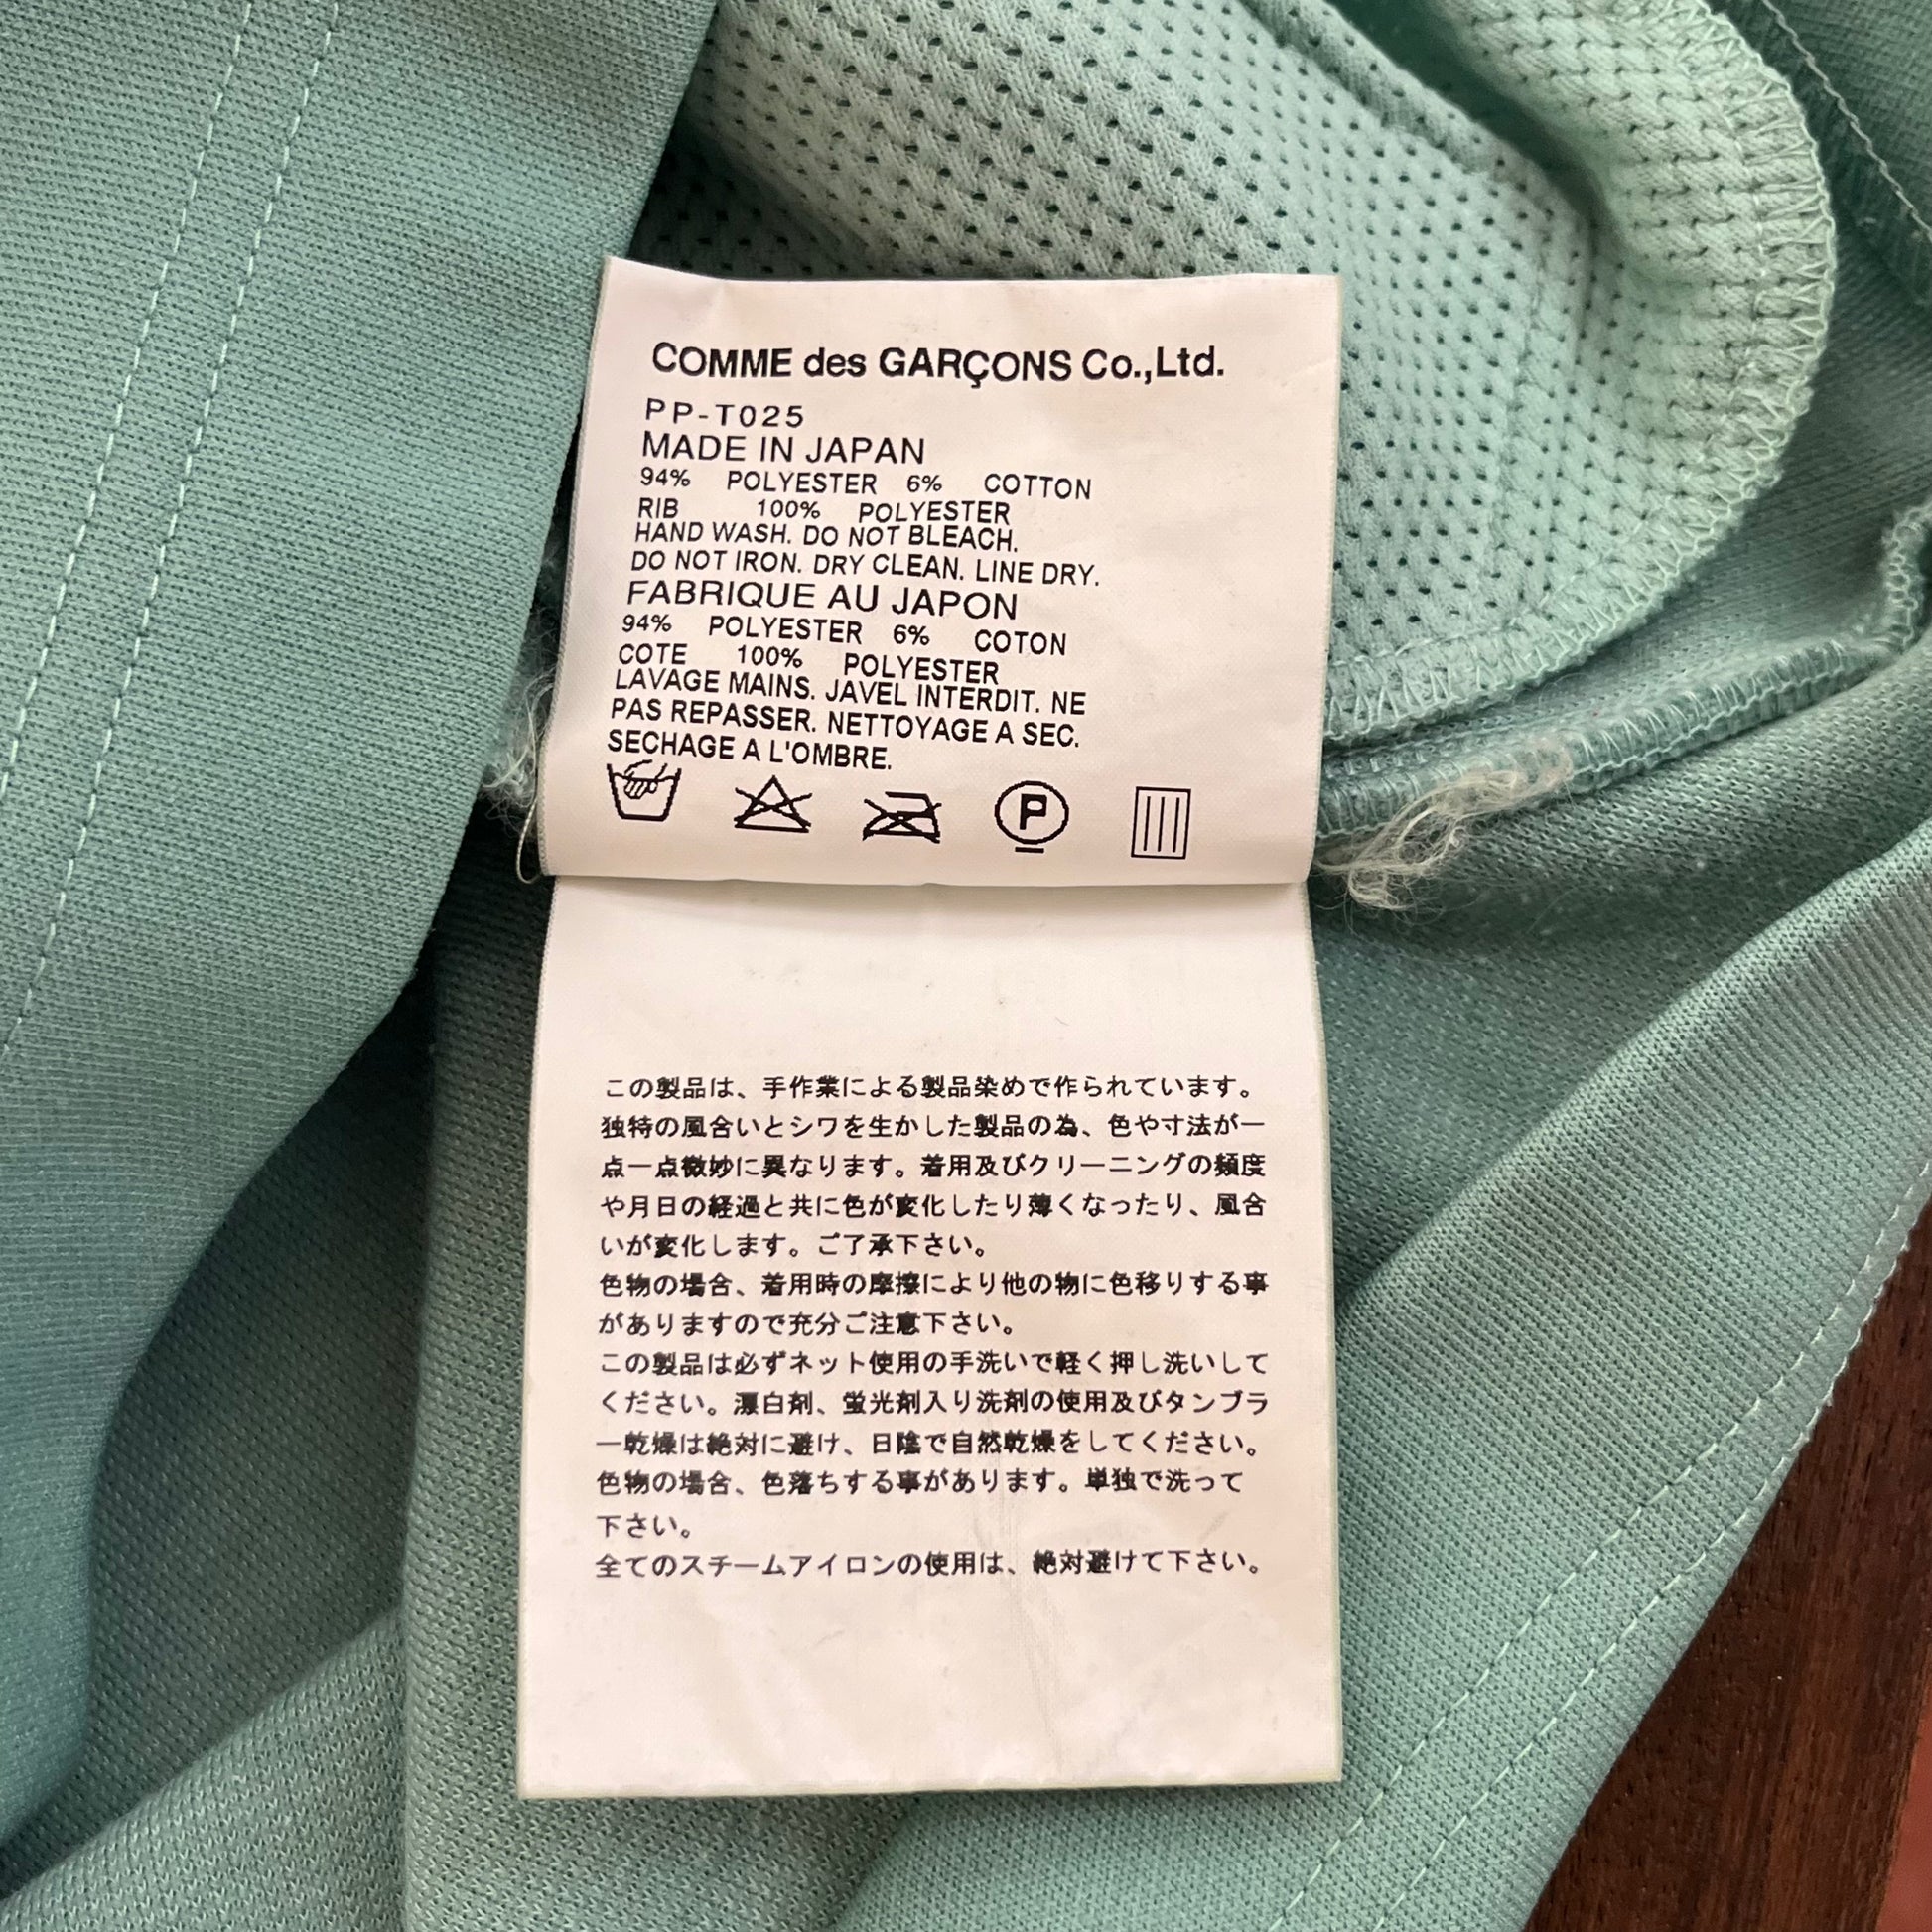 COMME des GARÇONS Co.,Ltd.
PP-T025
MADE IN JAPAN
94% POLYESTER 6% COTTON
RIB 100% POLYESTER
HAND WASH. DO NOT BLEACH.
DO NOT IRON. DRY CLEAN. LINE DRY.
FABRIQUE AU JAPON
94% POLYESTER 6% COTON
COTE 100% POLYESTER
LAVAGE MAINS. JAVEL INTERDIT. NE
PAS REPASSER. NETTOYAGE A SEC.
SECHAGE A L'OMBRE.
P
この製品は、手作業による製品染めで作られています。
独特の風合いとシワを生かした製品の為、色や寸法が一
点一点微妙に異なります。着用及びクリーニングの頻度
や月日の経過と共に色が変化したり薄くなったり、風合
いが変化します。ご了承下さい。
色物の場合、着用時の摩擦により他の物に色移りする事
がありますので充分ご注意下さい。
この製品は必ずネット使用の手洗いで軽く押し洗いして
ください。漂白剤、蛍光剤入り洗剤の使用及びタンブラ
ー乾燥は絶対に避け、日陰で自然乾燥をしてください。
色物の場合、色落ちする事があります。単独で洗って
下さい。
全てのスチームアイロンの使用は、絶対避けて下さい。